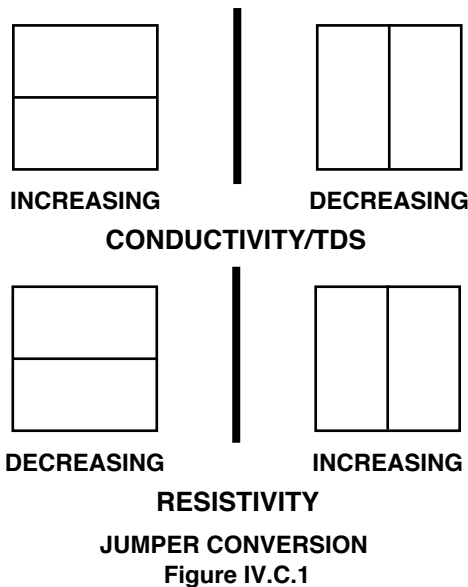 INCREASING DECREASING
CONDUCTIVITY/TDS
DECREASING INCREASING
RESISTIVITY
JUMPER CONVERSION
Figure IV.C.1